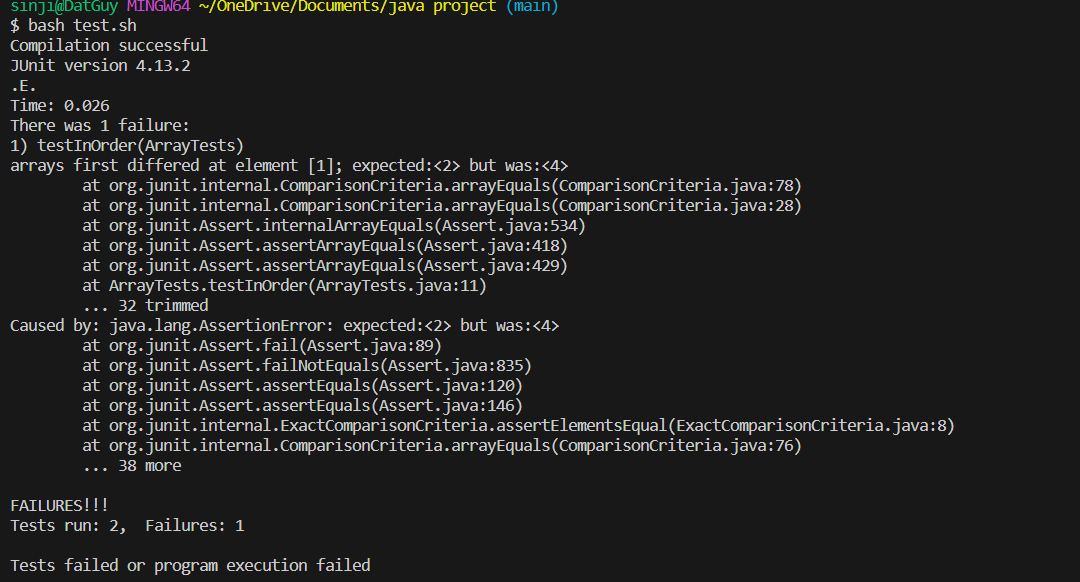 sinji@DatGuy MINGW64 ~/OneDrive/Documents/java project (main)
$ bash test.sh
Compilation successful
JUnit version 4.13.2
.E.
Time: 0.026
There was 1 failure:
1) testInOrder(ArrayTests)
arrays first differed at element [1]; expected:<2> but was:<4>
        at org.junit.internal.ComparisonCriteria.arrayEquals(ComparisonCriteria.java:78)
        at org.junit.internal.ComparisonCriteria.arrayEquals(ComparisonCriteria.java:28)
        at org.junit.Assert.internalArrayEquals(Assert.java:534)
        at org.junit.Assert.assertArrayEquals(Assert.java:418)
        at org.junit.Assert.assertArrayEquals(Assert.java:429)
        at ArrayTests.testInOrder(ArrayTests.java:11)
        ... 32 trimmed
Caused by: java.lang.AssertionError: expected:<2> but was:<4>
        at org.junit.Assert.fail(Assert.java:89)
        at org.junit.Assert.failNotEquals(Assert.java:835)
        at org.junit.Assert.assertEquals(Assert.java:120)
        at org.junit.Assert.assertEquals(Assert.java:146)
        at org.junit.internal.ExactComparisonCriteria.assertElementsEqual(ExactComparisonCriteria.java:8)
        at org.junit.internal.ComparisonCriteria.arrayEquals(ComparisonCriteria.java:76)
        ... 38 more

FAILURES!!!
Tests run: 2,  Failures: 1

Tests failed or program execution failed